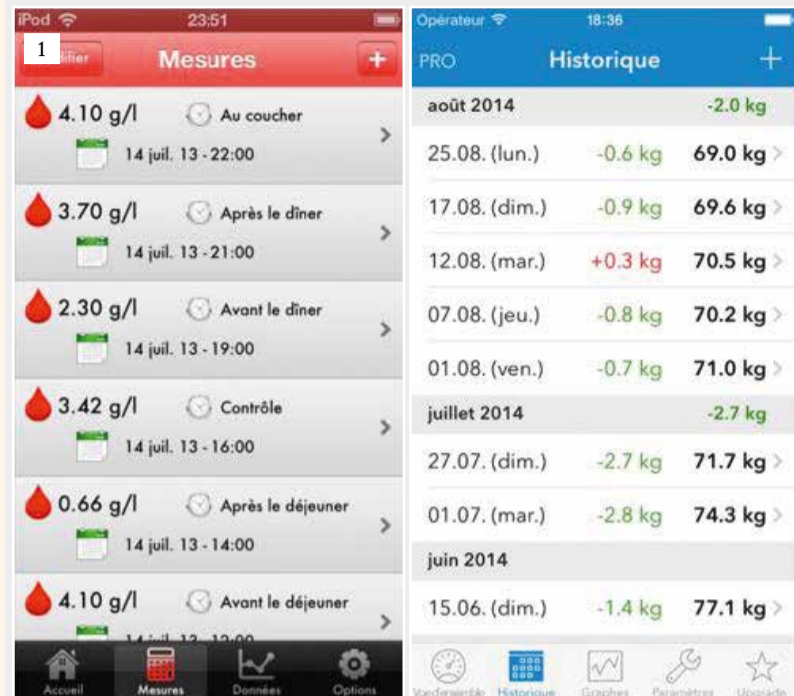 iPod 23:51
1
Mesures +
4.10 g/l Au coucher
14 juil. 13 - 22:00
3.70 g/l Après le dîner
14 juil. 13 - 21:00
2.30 g/l Avant le dîner
14 juil. 13 - 19:00
3.42 g/l Contrôle
14 juil. 13 - 16:00
0.66 g/l Après le déjeuner
14 juil. 13 - 14:00
4.10 g/l Avant le déjeuner
14 juil. 13 - 12:00
Accueil Mesures Données Options
Opérateur 18:36
PRO Historique +
août 2014 -2.0 kg
25.08. (lun.) -0.6 kg 69.0 kg >
17.08. (dim.) -0.9 kg 69.6 kg >
12.08. (mar.) +0.3 kg 70.5 kg >
07.08. (jeu.) -0.8 kg 70.2 kg >
01.08. (ven.) -0.7 kg 71.0 kg >
juillet 2014 -2.7 kg
27.07. (dim.) -2.7 kg 71.7 kg >
01.07. (mar.) -2.8 kg 74.3 kg >
juin 2014
15.06. (dim.) -1.4 kg 77.1 kg >
Historique Graphes Paramètres Upgrade